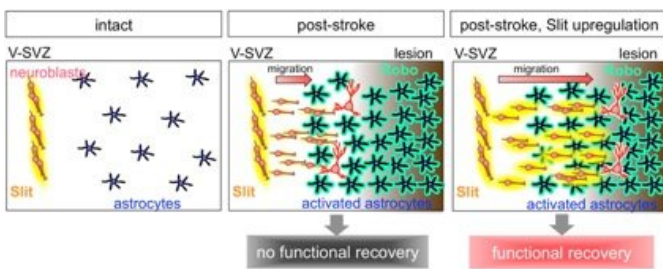 intact
V-SVZ
neuroblasts
Slit
astrocytes
post-stroke
V-SVZ
lesion
migration
Robo
Slit
activated astrocytes
no functional recovery
post-stroke, Slit upregulation
V-SVZ
lesion
migration
Robo
Slit
activated astrocytes
functional recovery